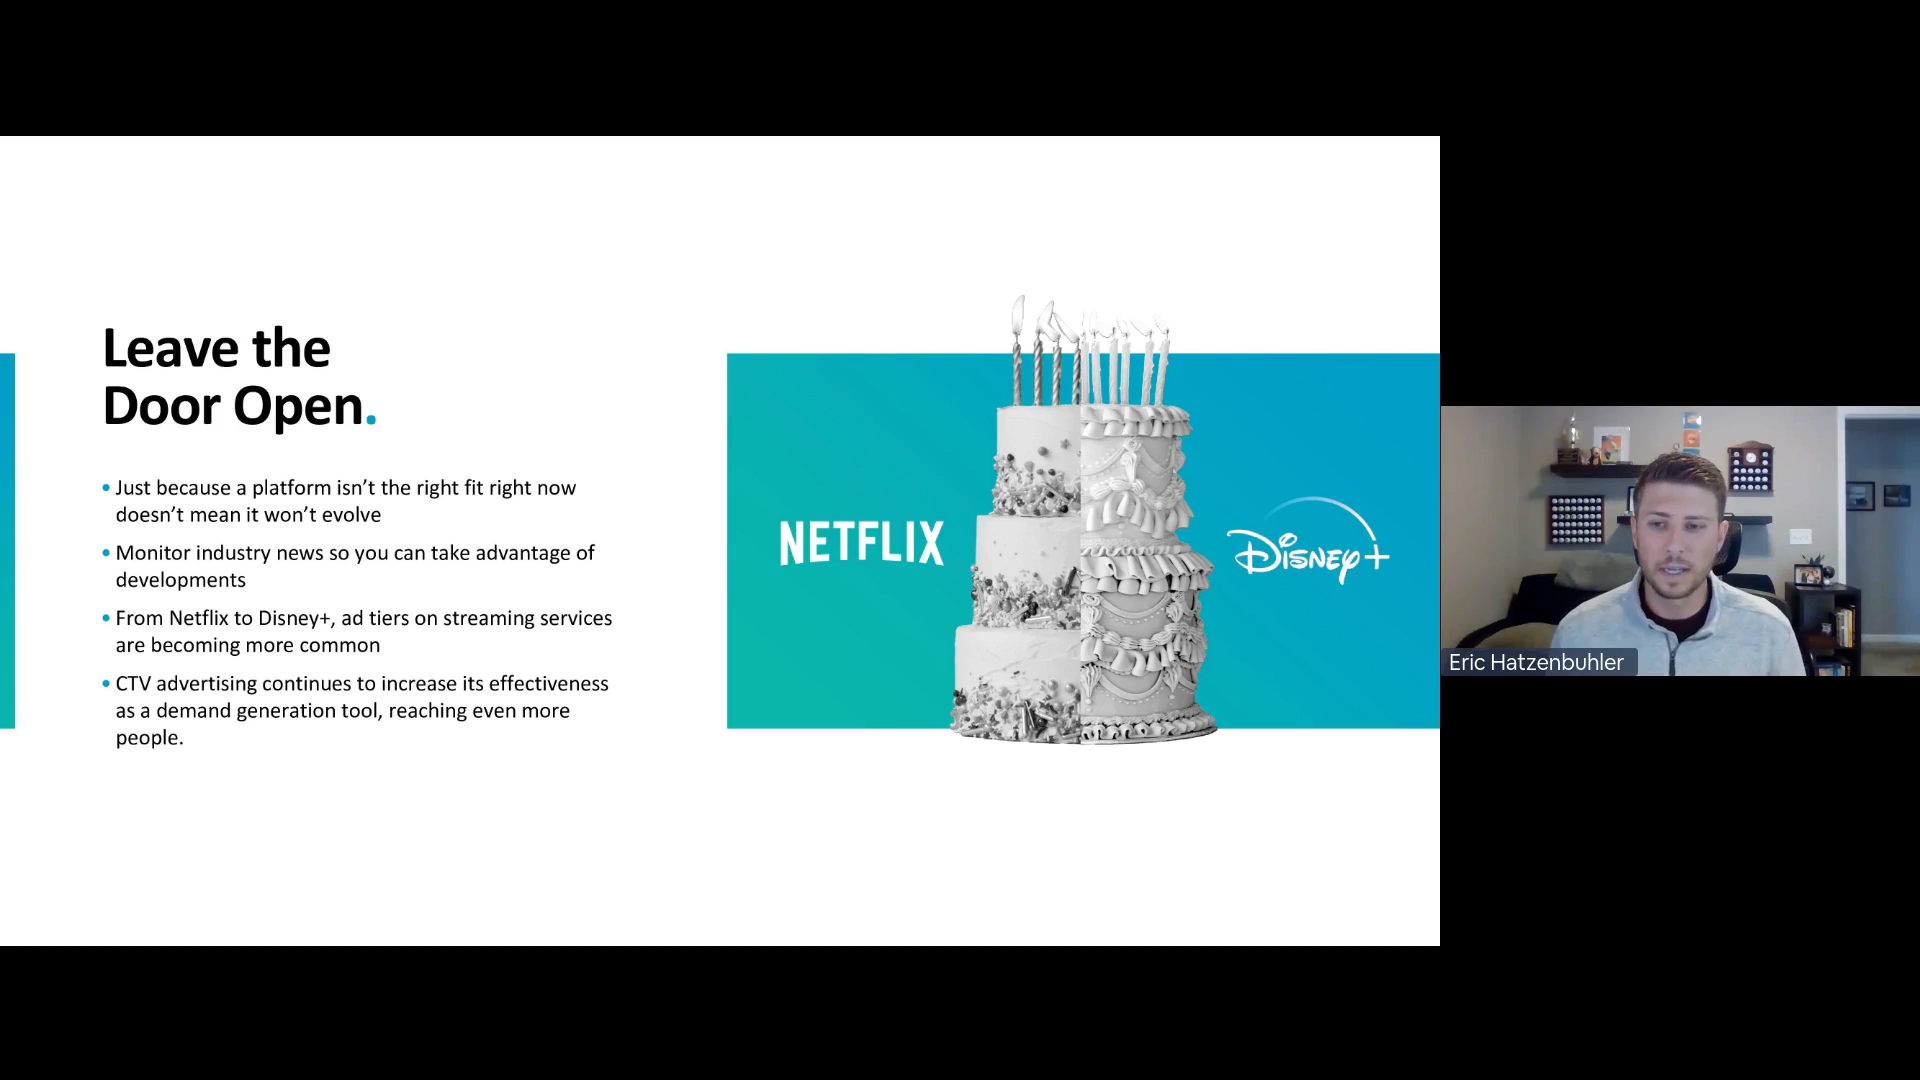 Leave the
Door Open.
• Just because a platform isn’t the right fit right now
doesn’t mean it won’t evolve
• Monitor industry news so you can take advantage of
developments
• From Netflix to Disney+, ad tiers on streaming services
are becoming more common
• CTV advertising continues to increase its effectiveness
as a demand generation tool, reaching even more
people.
NETFLIX
Disney+
Eric Hatzenbuhler